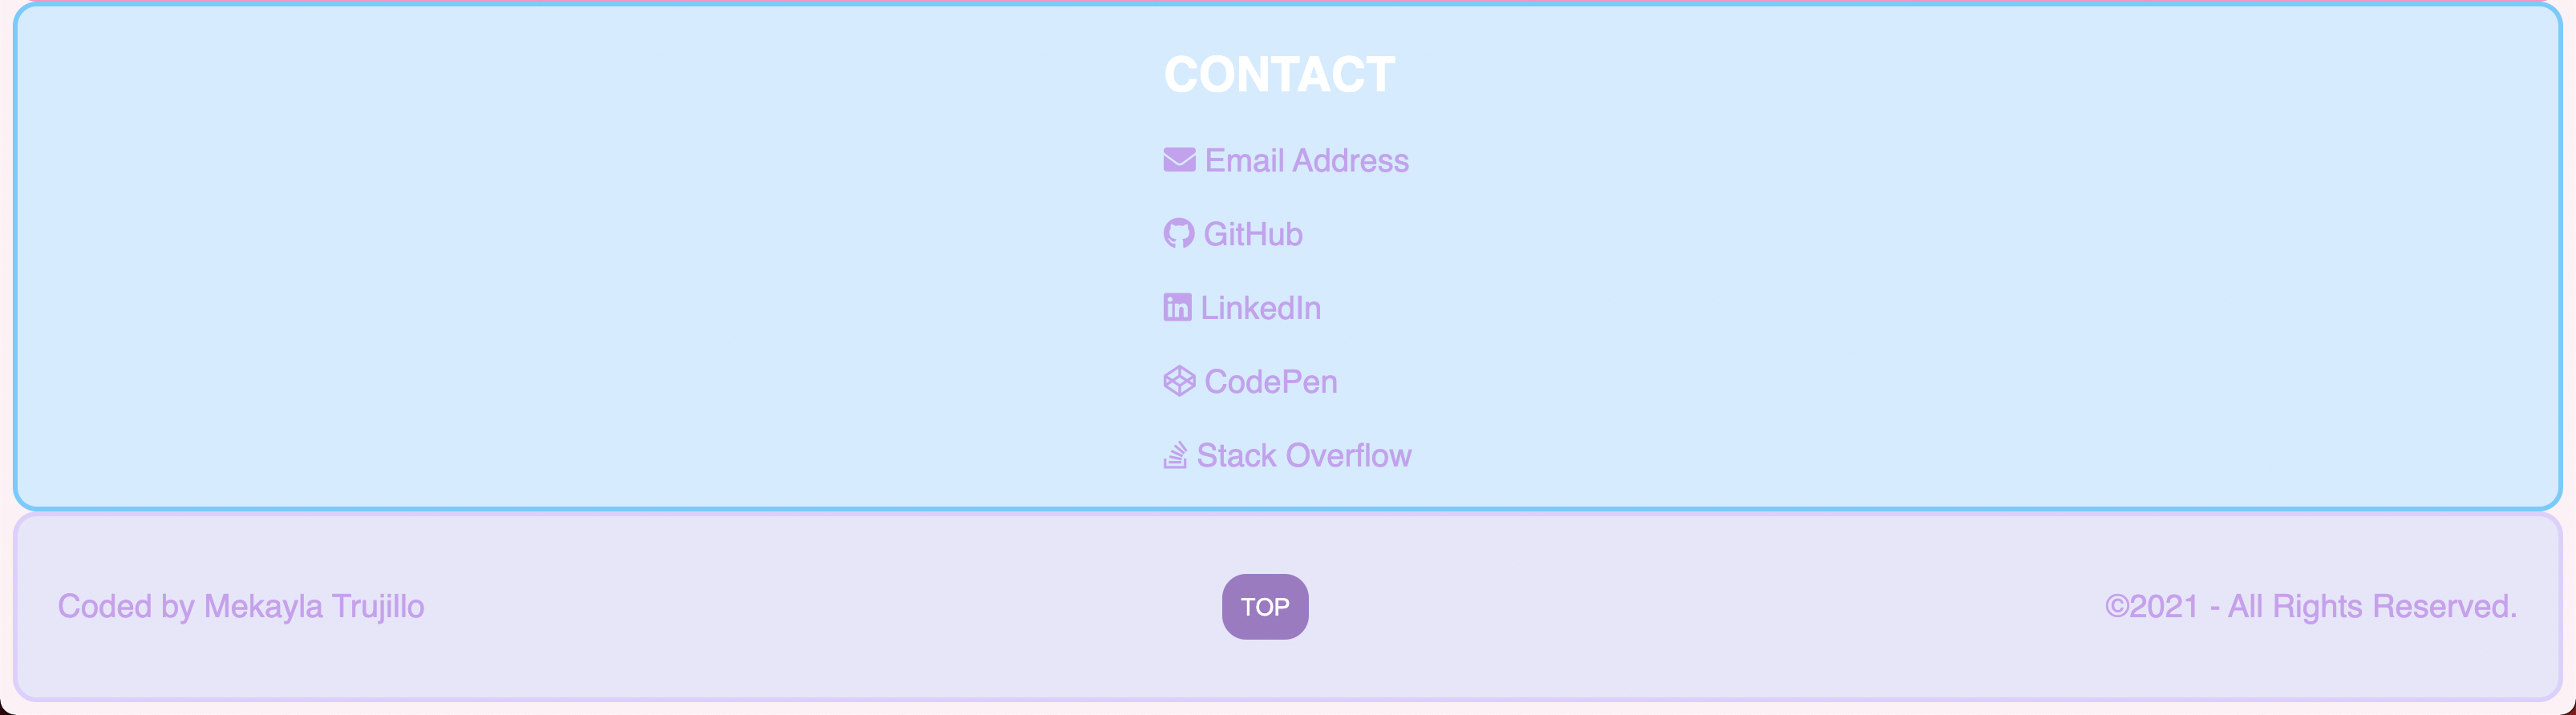 CONTACT
Email Address
GitHub
LinkedIn
CodePen
Stack Overflow
Coded by Mekayla Trujillo
TOP
©2021 - All Rights Reserved.